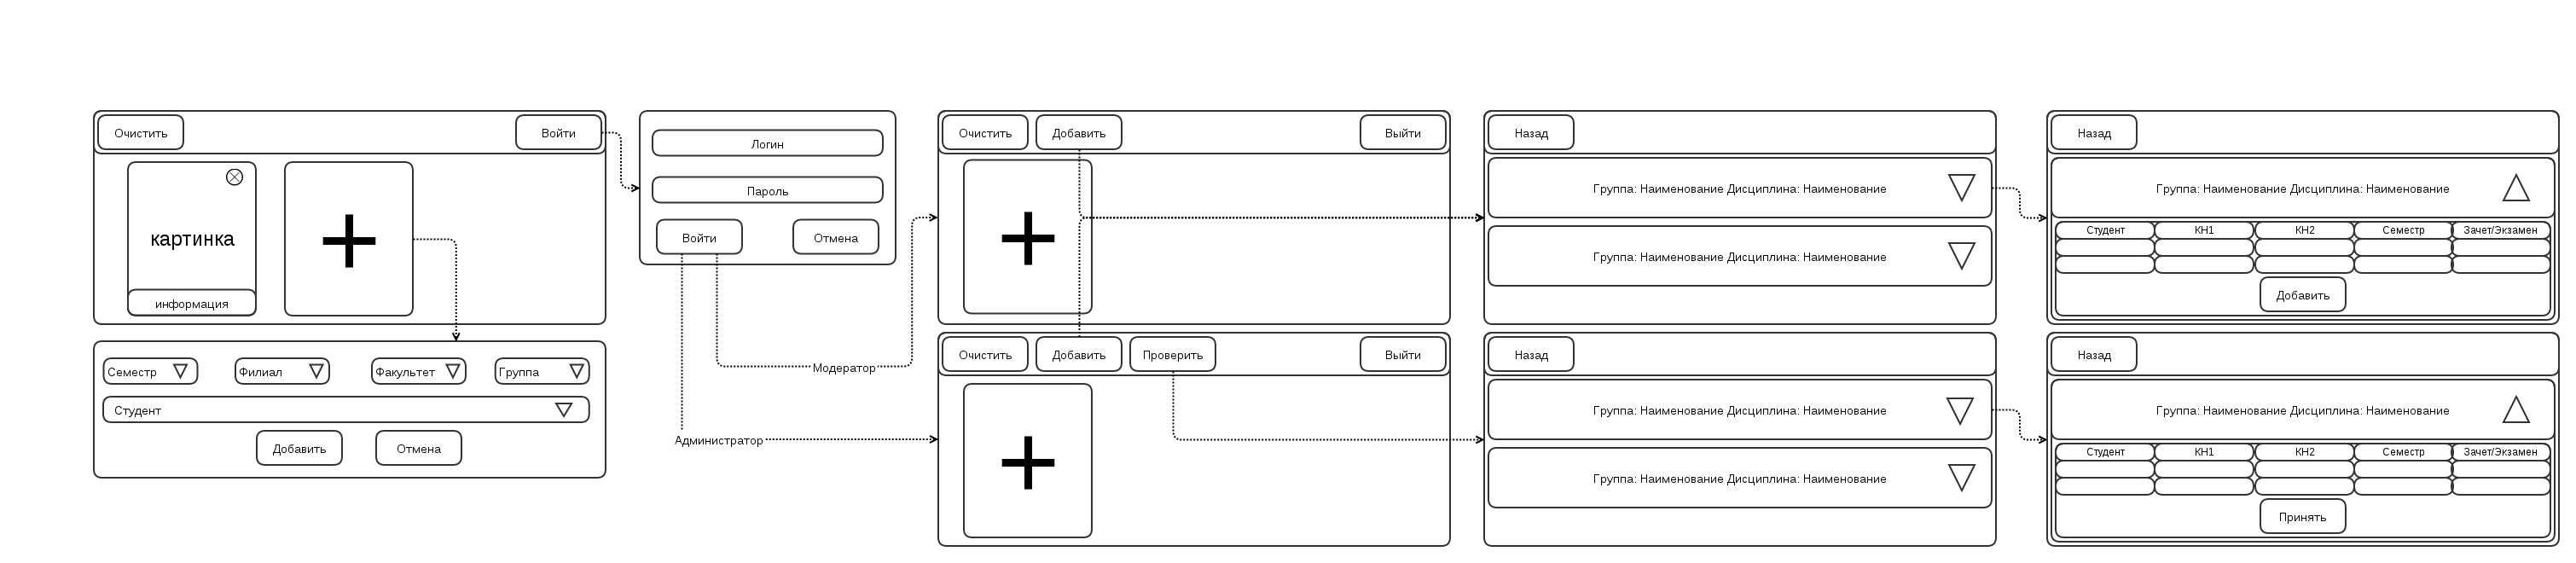 Очистить
Войти
картинка
информация
Семестр
Филиал
Факультет
Группа
Студент
Добавить
Отмена
Логин
Пароль
Войти
Отмена
Модератор
Администратор
Очистить
Добавить
Выйти
Очистить
Добавить
Проверить
Выйти
Назад
Группа: Наименование Дисциплина: Наименование
Группа: Наименование Дисциплина: Наименование
Назад
Группа: Наименование Дисциплина: Наименование
Группа: Наименование Дисциплина: Наименование
Назад
Группа: Наименование Дисциплина: Наименование
Студент
КН1
КН2
Семестр
Зачет/Экзамен
Добавить
Назад
Группа: Наименование Дисциплина: Наименование
Студент
КН1
КН2
Семестр
Зачет/Экзамен
Принять